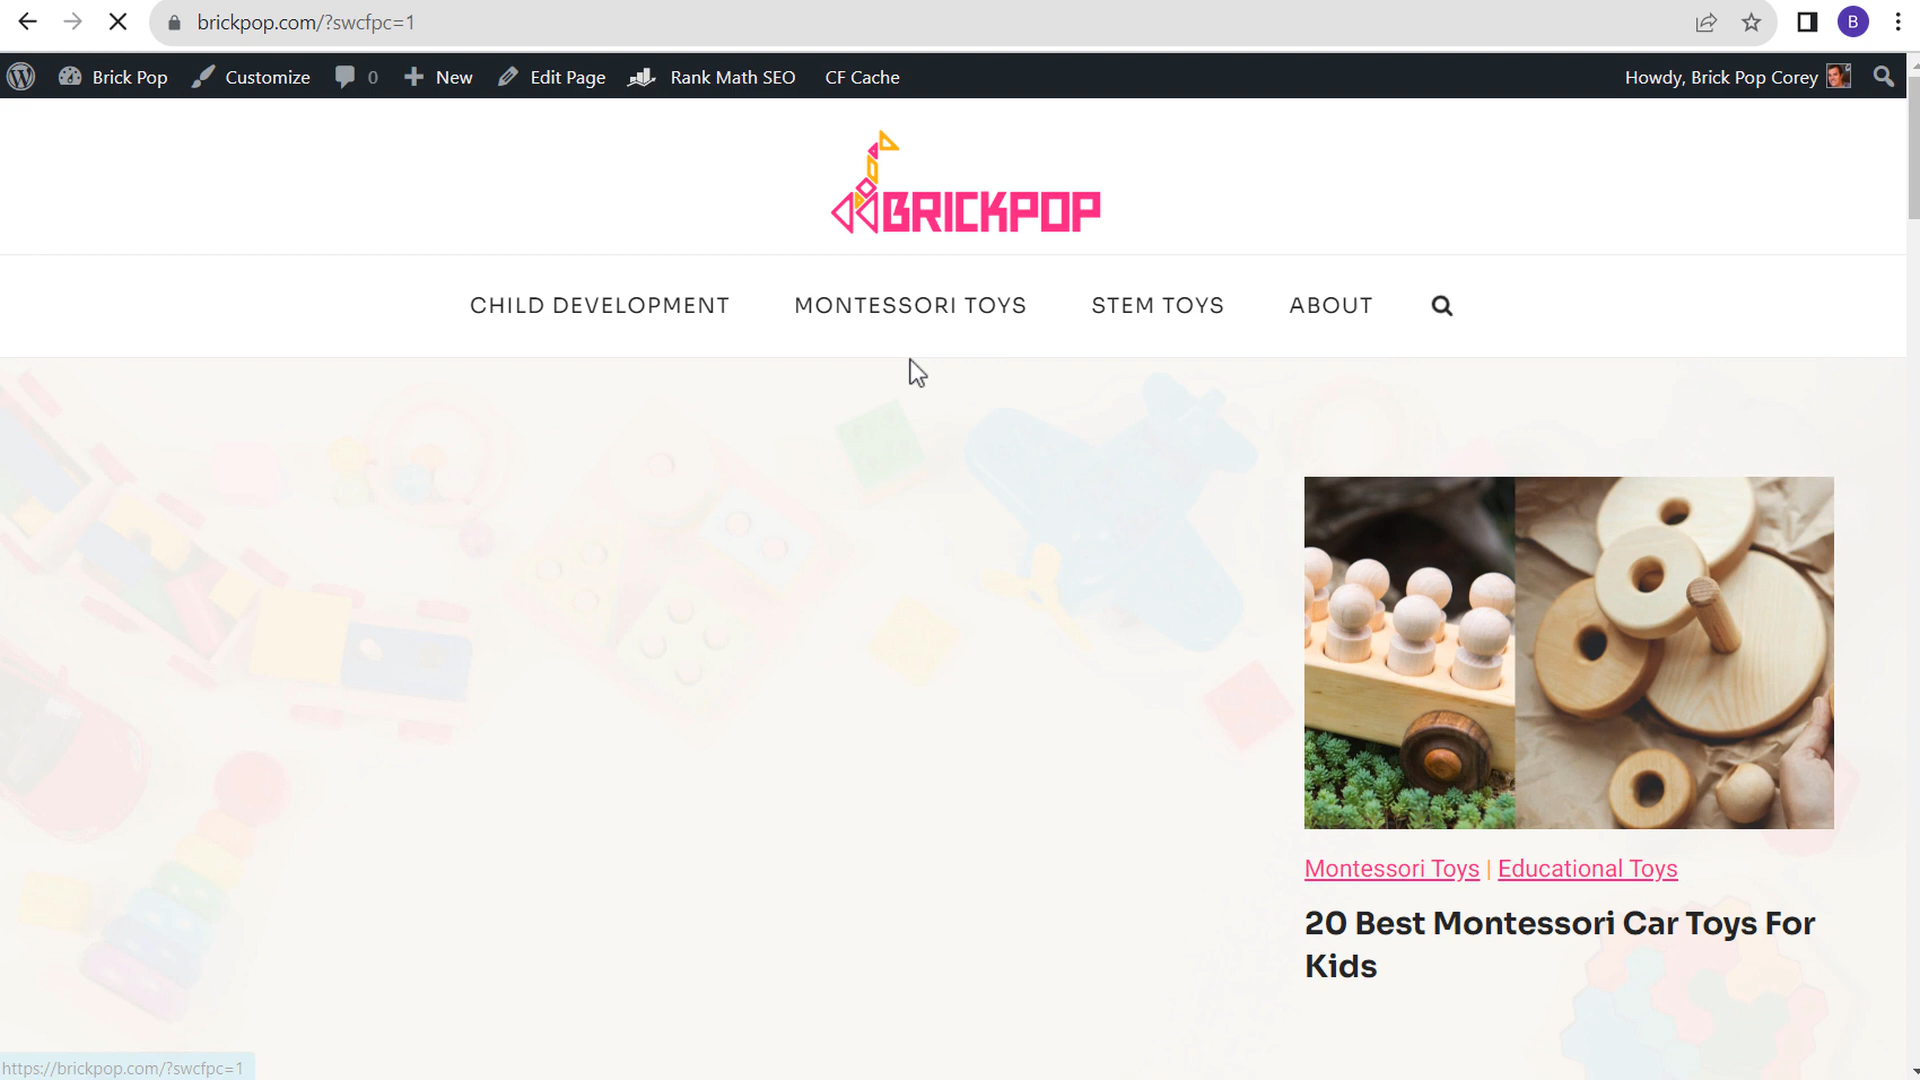 brickpop.com/?swcfpc=1
B
Brick Pop
Customize
0
New
Edit Page
Rank Math SEO
CF Cache
Howdy, Brick Pop Corey
BRICKPOP
CHILD DEVELOPMENT
MONTESSORI TOYS
STEM TOYS
ABOUT
Montessori Toys | Educational Toys
20 Best Montessori Car Toys For
Kids
https://brickpop.com/?swcfpc=1